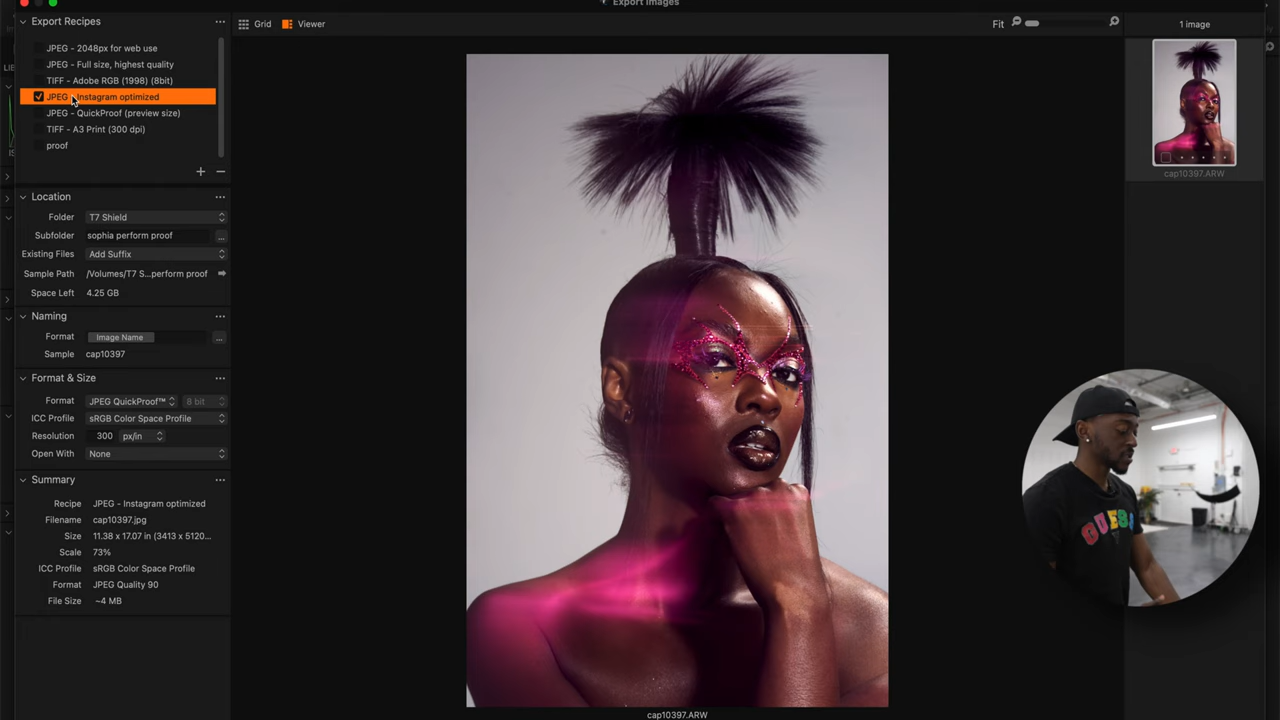 Export Images
Export Recipes
JPEG - 2048px for web use
JPEG - Full size, highest quality
TIFF - Adobe RGB (1998) (8bit)
JPEG - Instagram optimized
JPEG - QuickProof (preview size)
TIFF - A3 Print (300 dpi)
proof
Location
Folder T7 Shield
Subfolder sophia perform proof
Existing Files Add Suffix
Sample Path /Volumes/T7 S...perform proof
Space Left 4.25 GB
Naming
Format Image Name
Sample cap10397
Format & Size
Format JPEG QuickProof™ 8 bit
ICC Profile sRGB Color Space Profile
Resolution 300 px/in
Open With None
Summary
Recipe JPEG - Instagram optimized
Filename cap10397.jpg
Size 11.38 x 17.07 in (3413 x 5120...
Scale 73%
ICC Profile sRGB Color Space Profile
Format JPEG Quality 90
File Size ~4 MB
Grid Viewer
Fit
cap10397.ARW
1 image
cap10397.ARW
GUESS